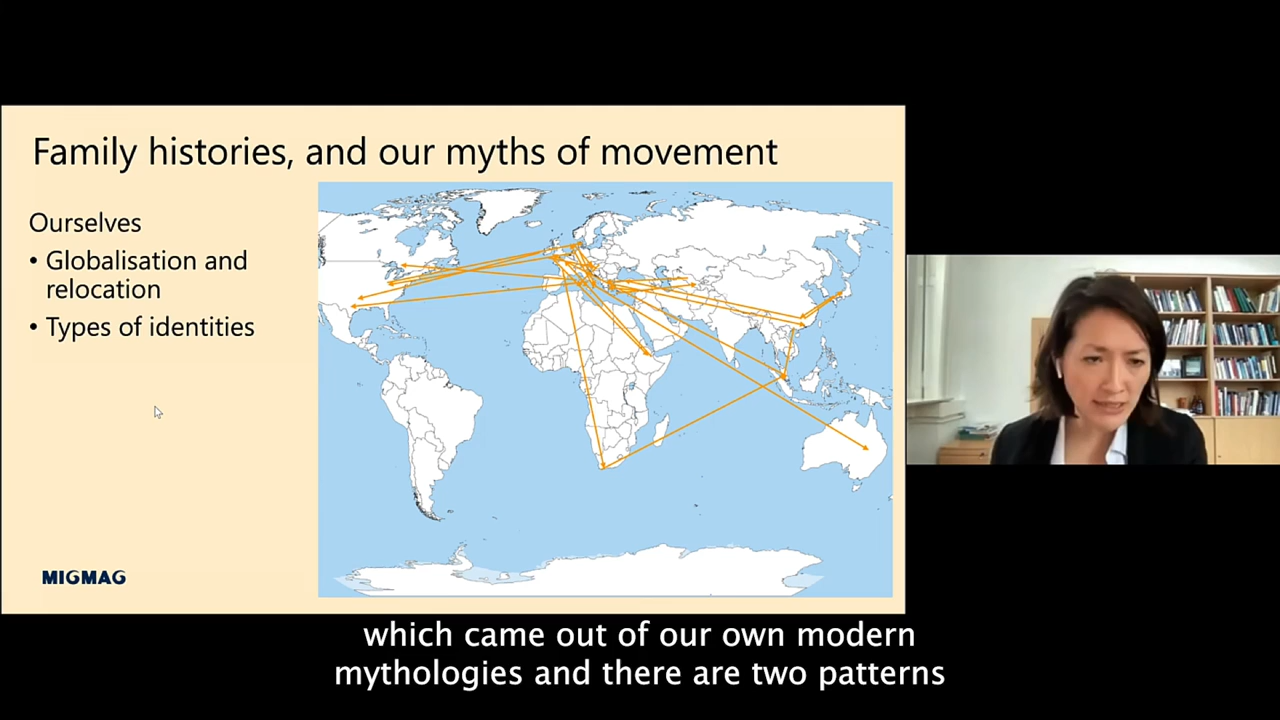 Family histories, and our myths of movement
Ourselves
• Globalisation and
relocation
• Types of identities
MIGMAG
which came out of our own modern
mythologies and there are two patterns